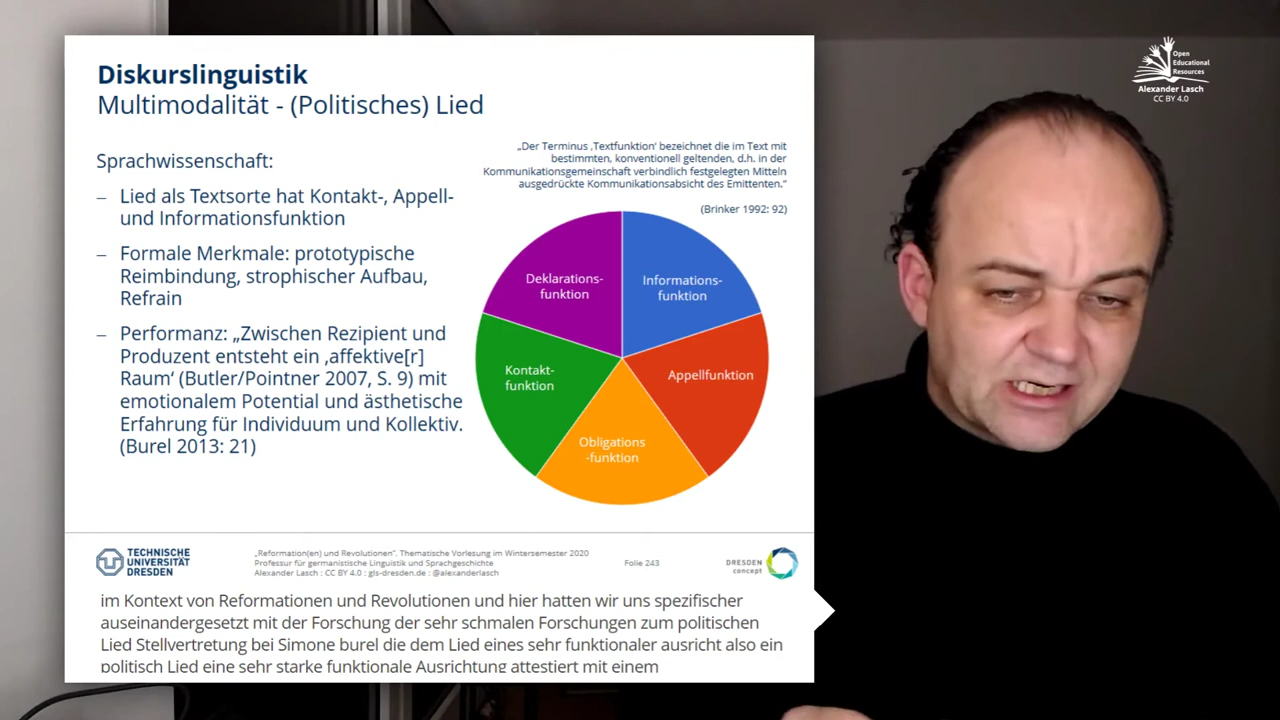 Open
Educational
Resources
Alexander Lasch
CC BY 4.0
Diskurslinguistik
Multimodalität - (Politisches) Lied
Sprachwissenschaft:
– Lied als Textsorte hat Kontakt-, Appell-
und Informationsfunktion
– Formale Merkmale: prototypische
Reimbindung, strophischer Aufbau,
Refrain
– Performanz: „Zwischen Rezipient und
Produzent entsteht ein ‚affektive[r]
Raum‘ (Butler/Pointner 2007, S. 9) mit
emotionalem Potential und ästhetische
Erfahrung für Individuum und Kollektiv.
(Burel 2013: 21)
„Der Terminus ‚Textfunktion‘ bezeichnet die im Text mit
bestimmten, konventionell geltenden, d.h. in der
Kommunikationsgemeinschaft verbindlich festgelegten Mitteln
ausgedrückte Kommunikationsabsicht des Emittenten.“
(Brinker 1992: 92)
Deklarations-
funktion
Informations-
funktion
Kontakt-
funktion
Appellfunktion
Obligations
-funktion
TECHNISCHE
UNIVERSITÄT
DRESDEN
„Reformation(en) und Revolutionen“. Thematische Vorlesung im Wintersemester 2020
Professur für germanistische Linguistik und Sprachgeschichte
Alexander Lasch : CC BY 4.0 : gls-dresden.de : @alexanderlasch
Folie 243
DRESDEN
concept
im Kontext von Reformationen und Revolutionen und hier hatten wir uns spezifischer
auseinandergesetzt mit der Forschung der sehr schmalen Forschungen zum politischen
Lied Stellvertretung bei Simone burel die dem Lied eines sehr funktionaler ausricht also ein
politisch Lied eine sehr starke funktionale Ausrichtung attestiert mit einem